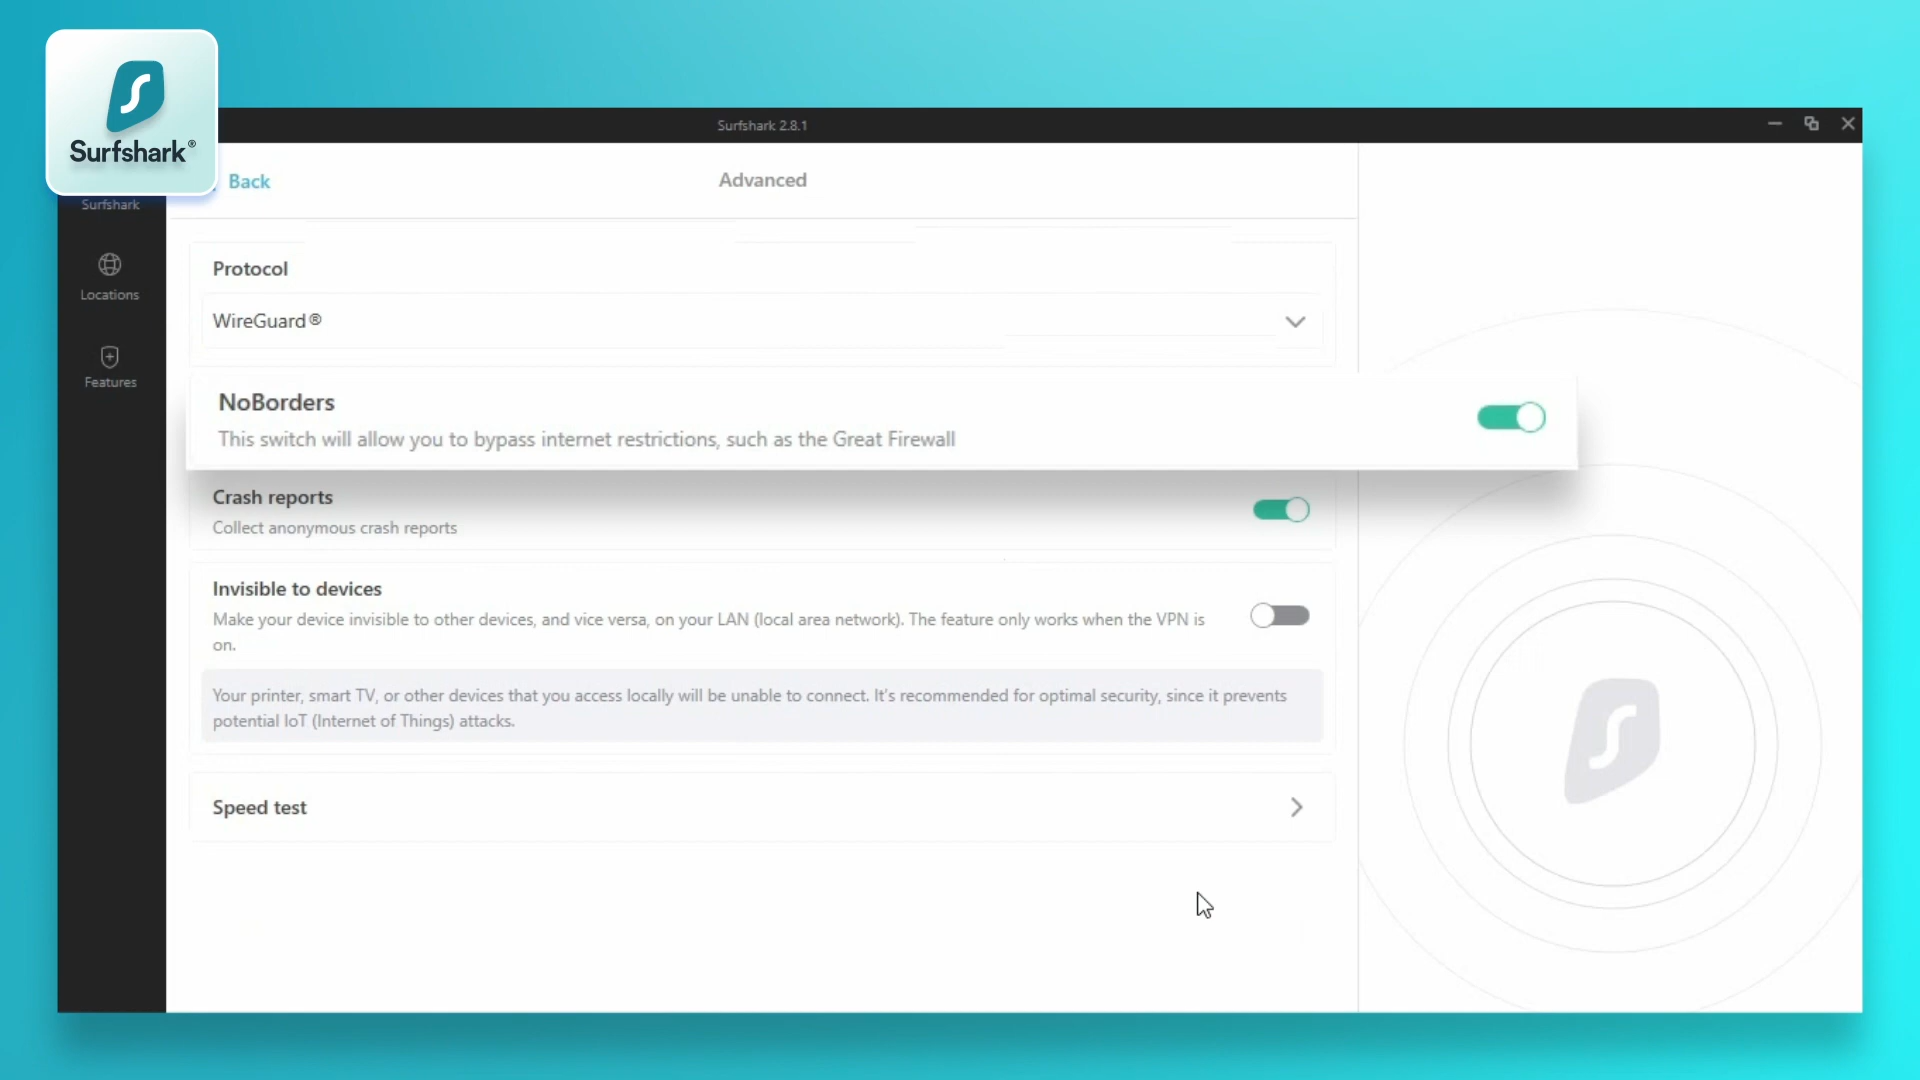 Surfshark®
Surfshark 2.8.1
Back
Advanced
Surfshark
Locations
Features
Protocol
WireGuard®
NoBorders
This switch will allow you to bypass internet restrictions, such as the Great Firewall
Crash reports
Collect anonymous crash reports
Invisible to devices
Make your device invisible to other devices, and vice versa, on your LAN (local area network). The feature only works when the VPN is
on.
Your printer, smart TV, or other devices that you access locally will be unable to connect. It's recommended for optimal security, since it prevents
potential IoT (Internet of Things) attacks.
Speed test